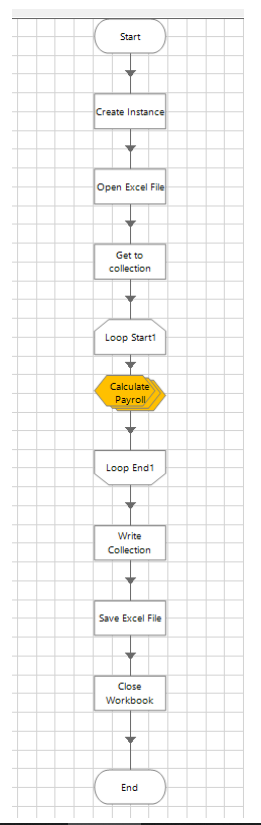 Start
Create Instance
Open Excel File
Get to
collection
Loop Start1
Calculate
Payroll
Loop End1
Write
Collection
Save Excel File
Close
Workbook
End